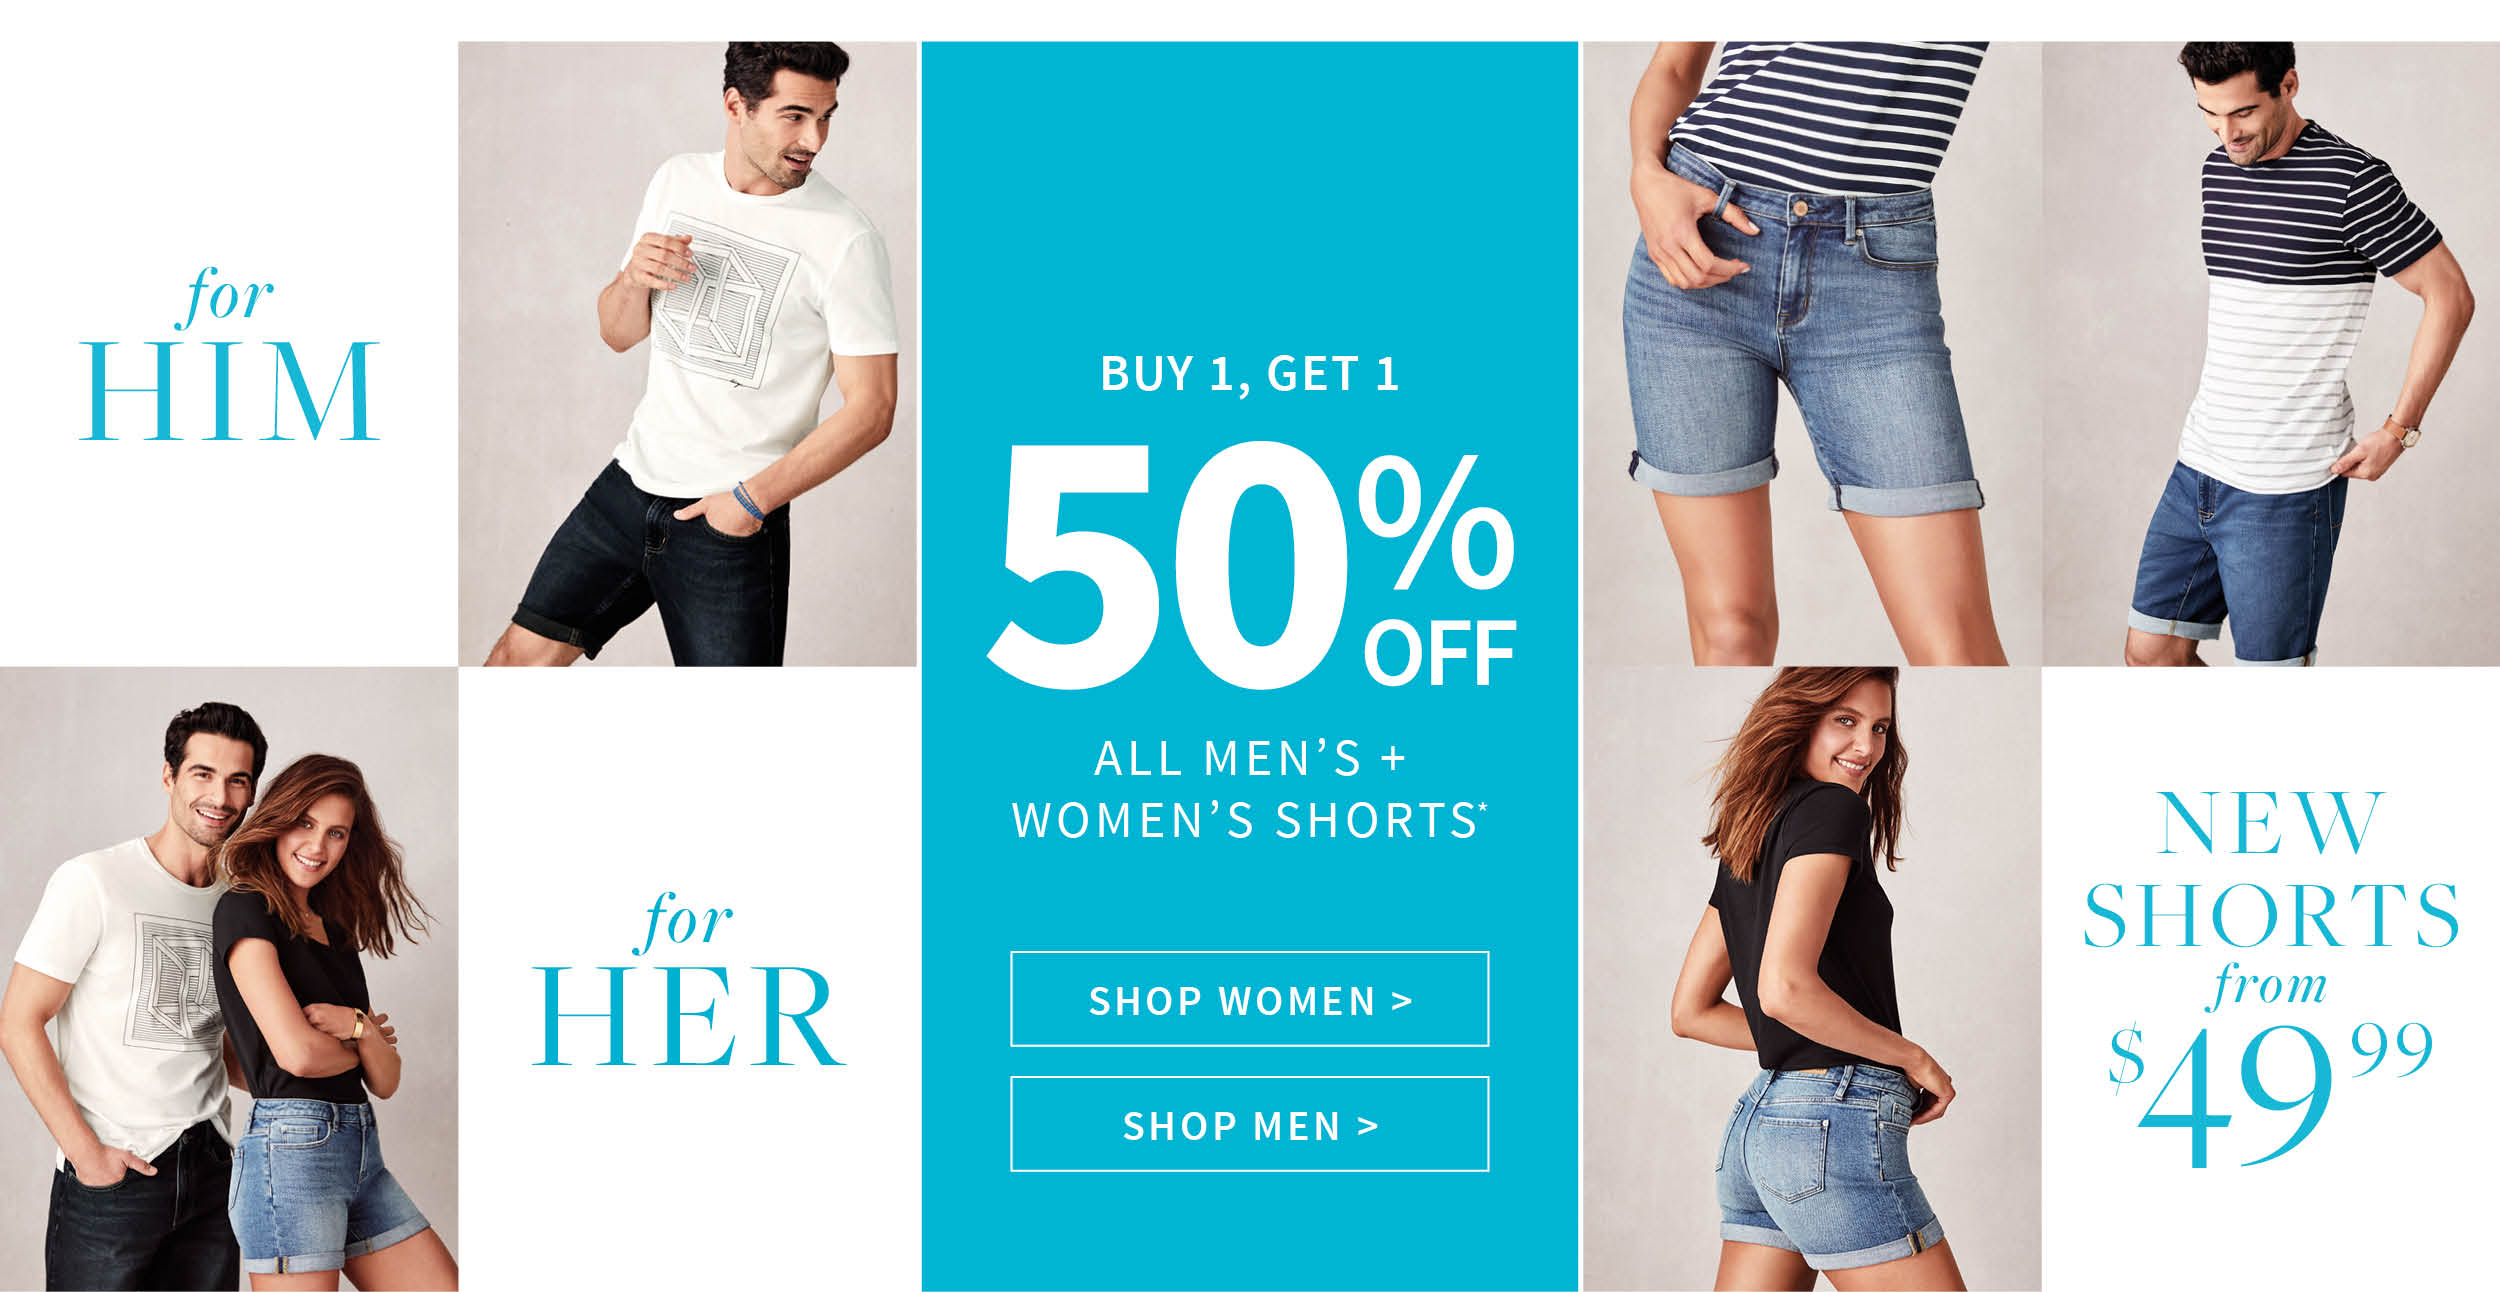 for
HIM
for
HER
BUY 1, GET 1
50%
OFF
ALL MEN'S +
WOMEN'S SHORTS*
SHOP WOMEN >
SHOP MEN >
NEW
SHORTS
from
$49.99